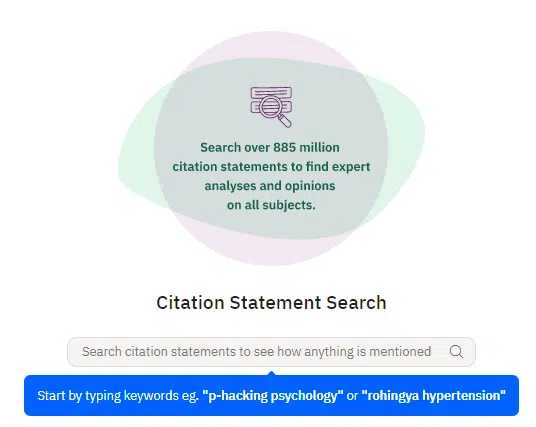 Search over 885 million
citation statements to find expert
analyses and opinions
on all subjects.
Citation Statement Search
Search citation statements to see how anything is mentioned
Start by typing keywords eg. "p-hacking psychology" or "rohingya hypertension"